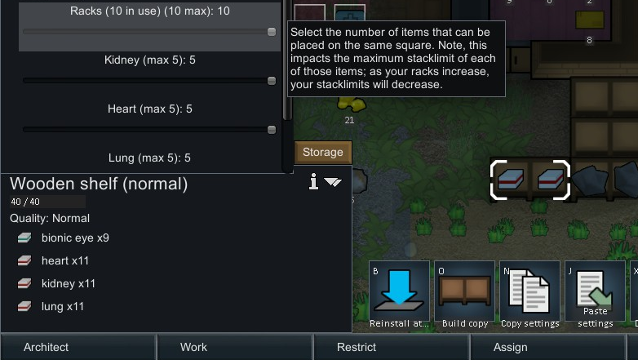 Racks (10 in use) (10 max): 10
Kidney (max 5): 5
Heart (max 5): 5
Lung (max 5): 5
Select the number of items that can be
placed on the same square. Note, this
impacts the maximum stacklimit of each
of those items; as your racks increase,
your stacklimits will decrease.
8
21
Storage
Wooden shelf (normal)
40 / 40
Quality: Normal
bionic eye x9
heart x11
kidney x11
lung x11
B
Reinstall at...
O
Build copy
N
Copy settings
J
Paste
settings
Architect
Work
Restrict
Assign